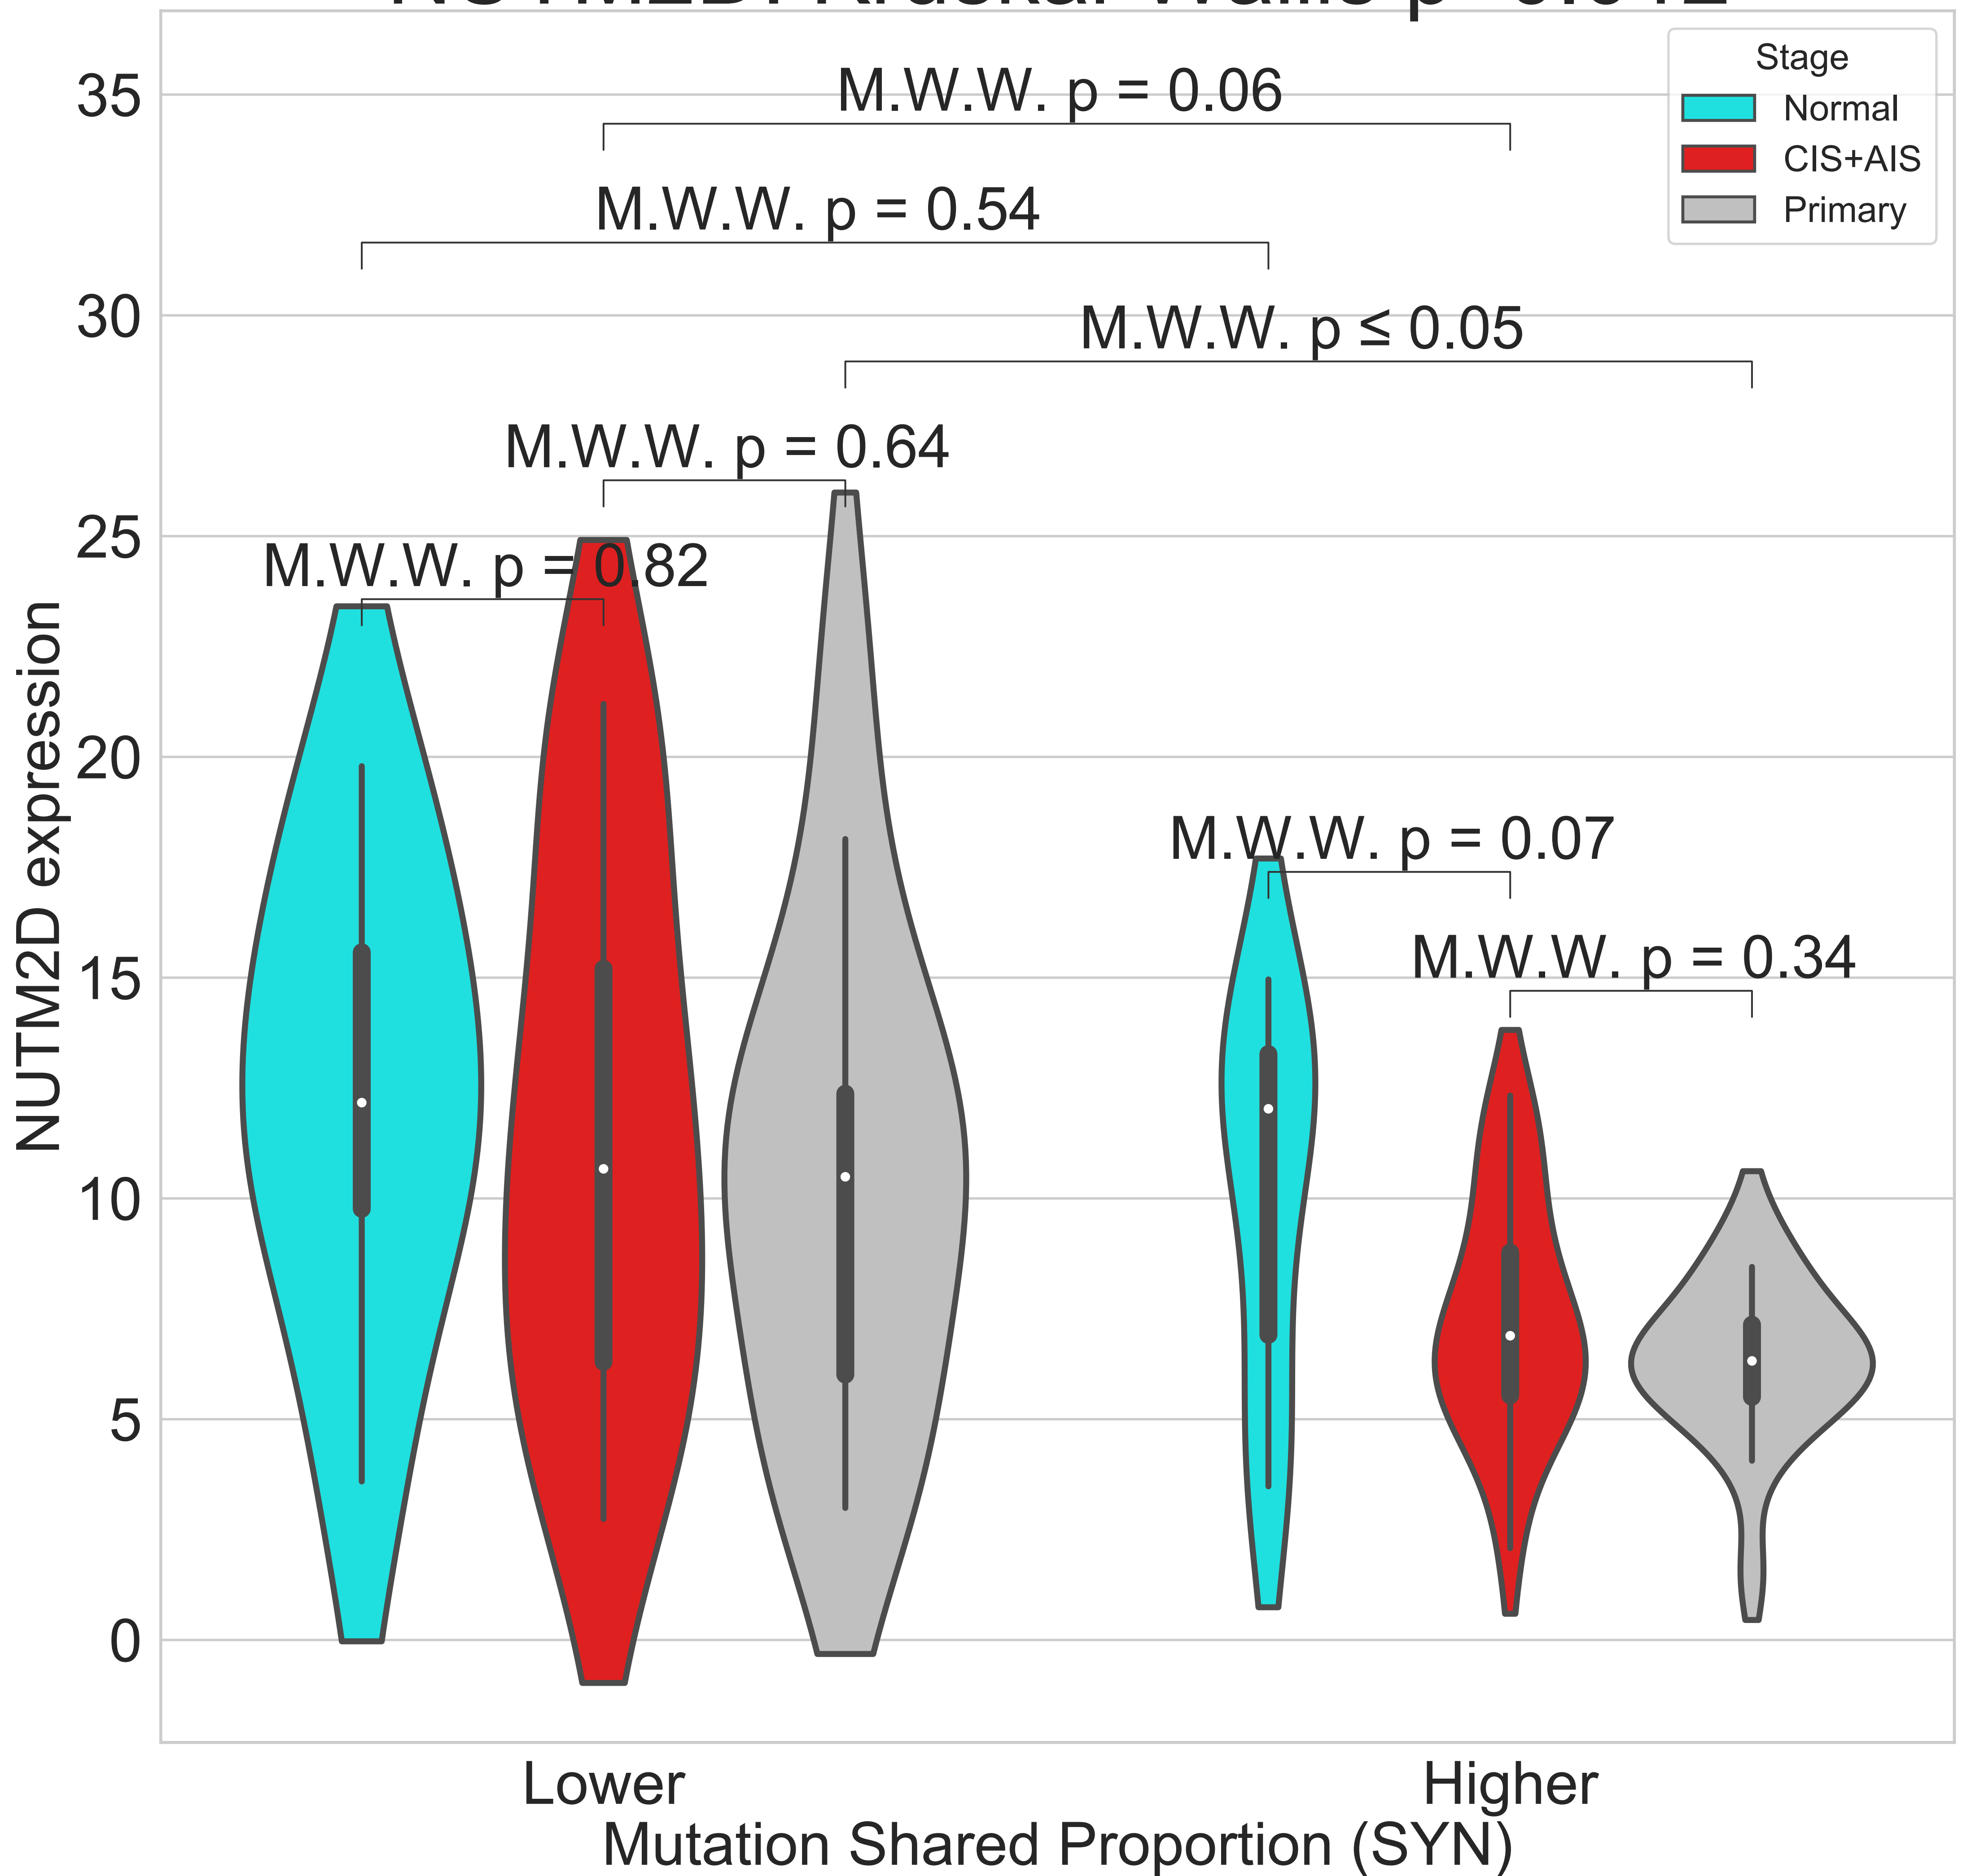 35
30
25
20
15
10
5
0
NUTM2D expression
M.W.W. p = 0.06
M.W.W. p = 0.54
M.W.W. p ≤ 0.05
M.W.W. p = 0.64
M.W.W. p = 0.82
M.W.W. p = 0.07
M.W.W. p = 0.34
Stage
Normal
CIS+AIS
Primary
Lower
Higher
Mutation Shared Proportion (SYN)